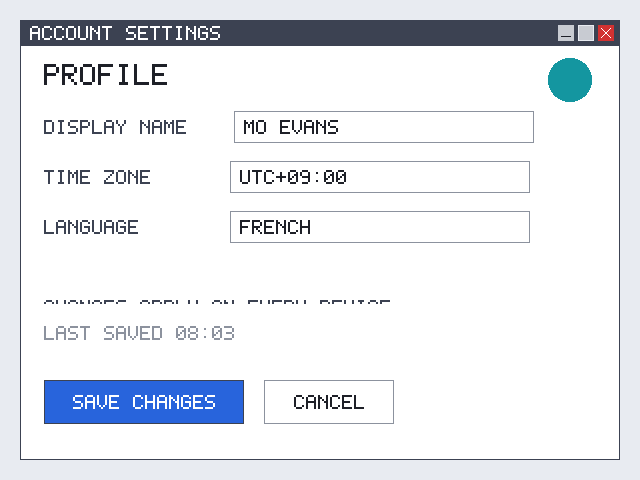 ACCOUNT SETTINGS
PROFILE
DISPLAY NAME MO EVANS
TIME ZONE UTC+09:00
LANGUAGE FRENCH
LAST SAVED 08:03
SAVE CHANGES CANCEL